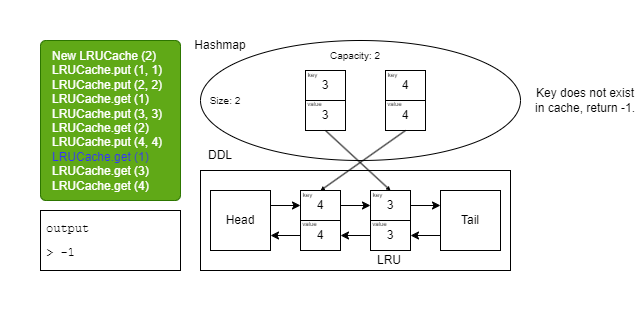 New LRUCache (2)
LRUCache.put (1, 1)
LRUCache.put (2, 2)
LRUCache.get (1)
LRUCache.put (3, 3)
LRUCache.get (2)
LRUCache.put (4, 4)
LRUCache.get (1)
LRUCache.get (3)
LRUCache.get (4)
output
> -1
Hashmap
Capacity: 2
Size: 2
key
3
value
3
key
4
value
4
Key does not exist
in cache, return -1.
DDL
Head
key
4
value
4
key
3
value
3
Tail
LRU